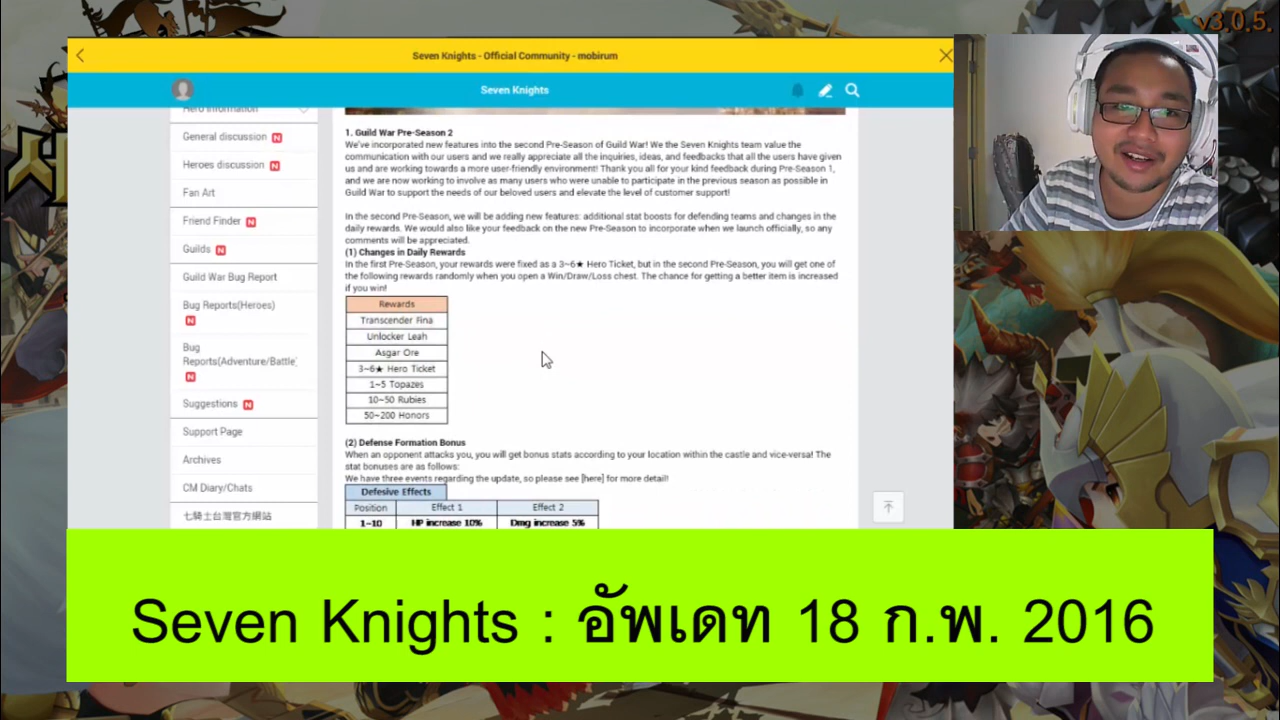 v3.0.5.
Seven Knights - Official Community - mobirum
Seven Knights
Hero Information
General discussion N
Heroes discussion N
Fan Art
Friend Finder N
Guilds N
Guild War Bug Report
Bug Reports(Heroes)
N
Bug
Reports(Adventure/Battle)
N
Suggestions N
Support Page
Archives
CM Diary/Chats
七騎士台灣官方網站
1. Guild War Pre-Season 2
We've incorporated new features into the second Pre-Season of Guild War! We the Seven Knights team value the
communication with our users and we really appreciate all the inquiries, ideas, and feedbacks that all the users have given
us and are working towards a more user-friendly environment! Thank you all for your kind feedback during Pre-Season 1,
and we are now working to involve as many users who were unable to participate in the previous season as possible in
Guild War to support the needs of our beloved users and elevate the level of customer support!
In the second Pre-Season, we will be adding new features: additional stat boosts for defending teams and changes in the
daily rewards. We would also like your feedback on the new Pre-Season to incorporate when we launch officially, so any
comments will be appreciated.
(1) Changes in Daily Rewards
In the first Pre-Season, your rewards were fixed as a 3~6★ Hero Ticket, but in the second Pre-Season, you will get one of
the following rewards randomly when you open a Win/Draw/Loss chest. The chance for getting a better item is increased
if you win!
Rewards
Transcender Fina
Unlocker Leah
Asgar Ore
3~6★ Hero Ticket
1~5 Topazes
10~50 Rubies
50~200 Honors
(2) Defense Formation Bonus
When an opponent attacks you, you will get bonus stats according to your location within the castle and vice-versa! The
stat bonuses are as follows:
We have three events regarding the update, so please see [here] for more detail!
Defesive Effects
Position Effect 1 Effect 2
1~10 HP increase 10% Dmg increase 5%
Seven Knights : อัพเดท 18 ก.พ. 2016